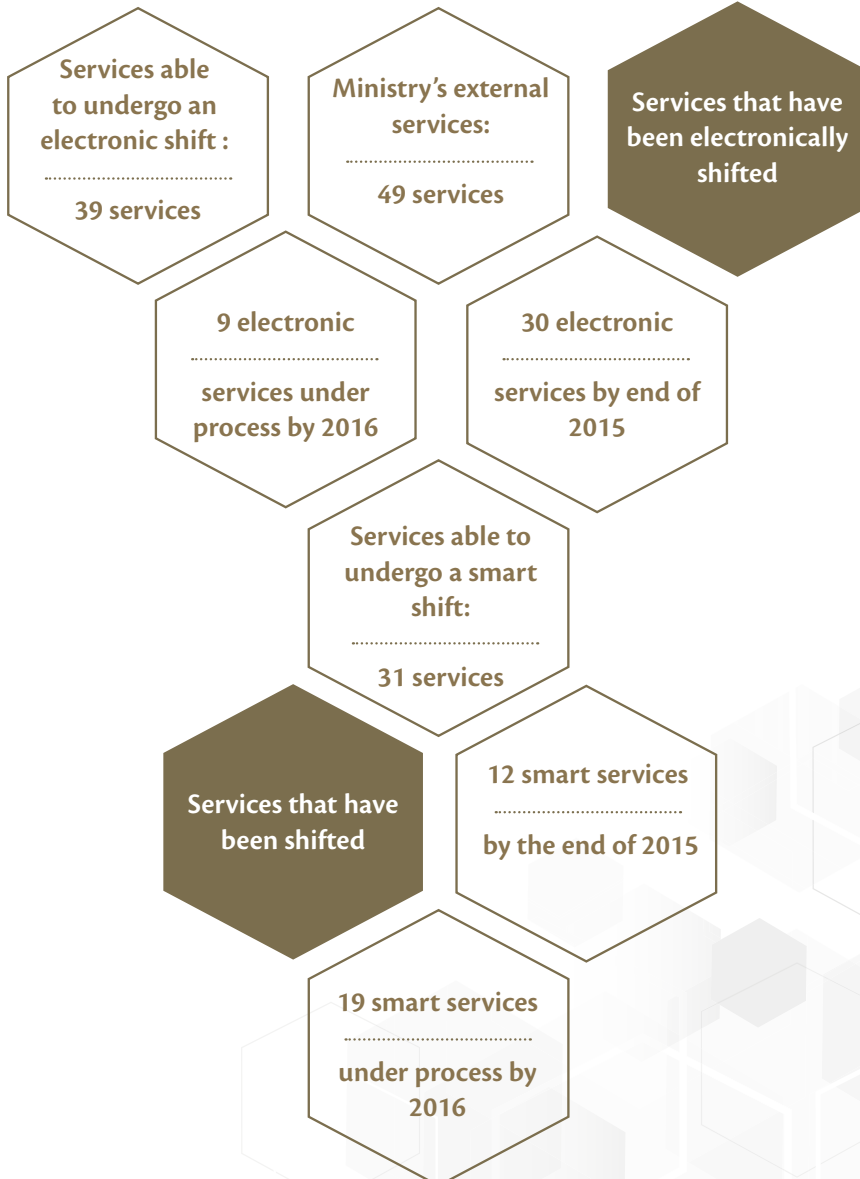 Services able
to undergo an
electronic shift :
39 services
Ministry’s external
services:
49 services
Services that have
been electronically
shifted
9 electronic
services under
process by 2016
30 electronic
services by end of
2015
Services able to
undergo a smart
shift:
31 services
Services that have
been shifted
12 smart services
by the end of 2015
19 smart services
under process by
2016